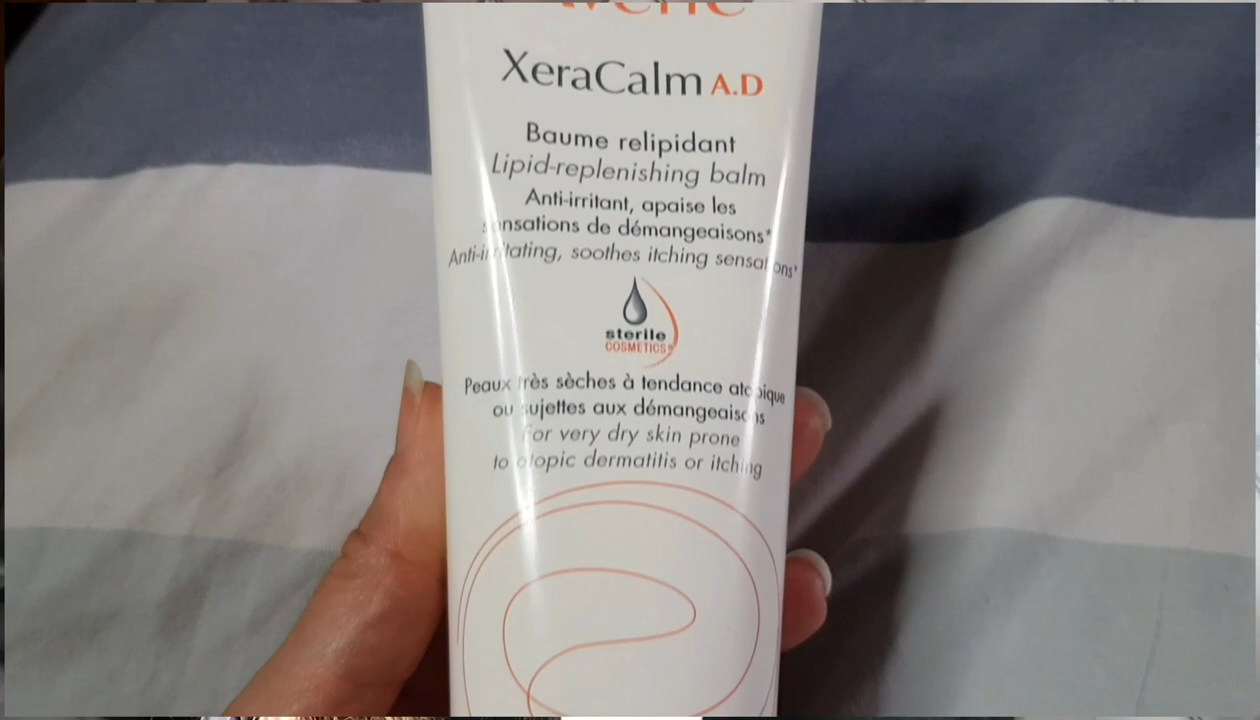 XeraCalm A.D
Baume relipidant
Lipid-replenishing balm
Anti-irritant, apaise les
sensations de démangeaisons*
Anti-irritating, soothes itching sensations*
sterile
COSMETICS®
Peaux très sèches à tendance atopique
ou sujettes aux démangeaisons
For very dry skin prone
to atopic dermatitis or itching